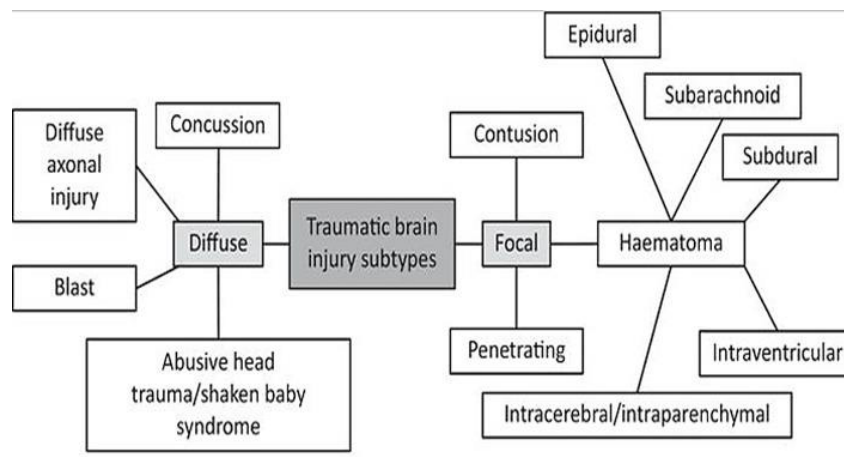 Epidural
Subarachnoid
Subdural
Diffuse
axonal
injury
Concussion
Contusion
Diffuse
Traumatic brain
injury subtypes
Focal
Haematoma
Blast
Penetrating
Intraventricular
Abusive head
trauma/shaken baby
syndrome
Intracerebral/intraparenchymal